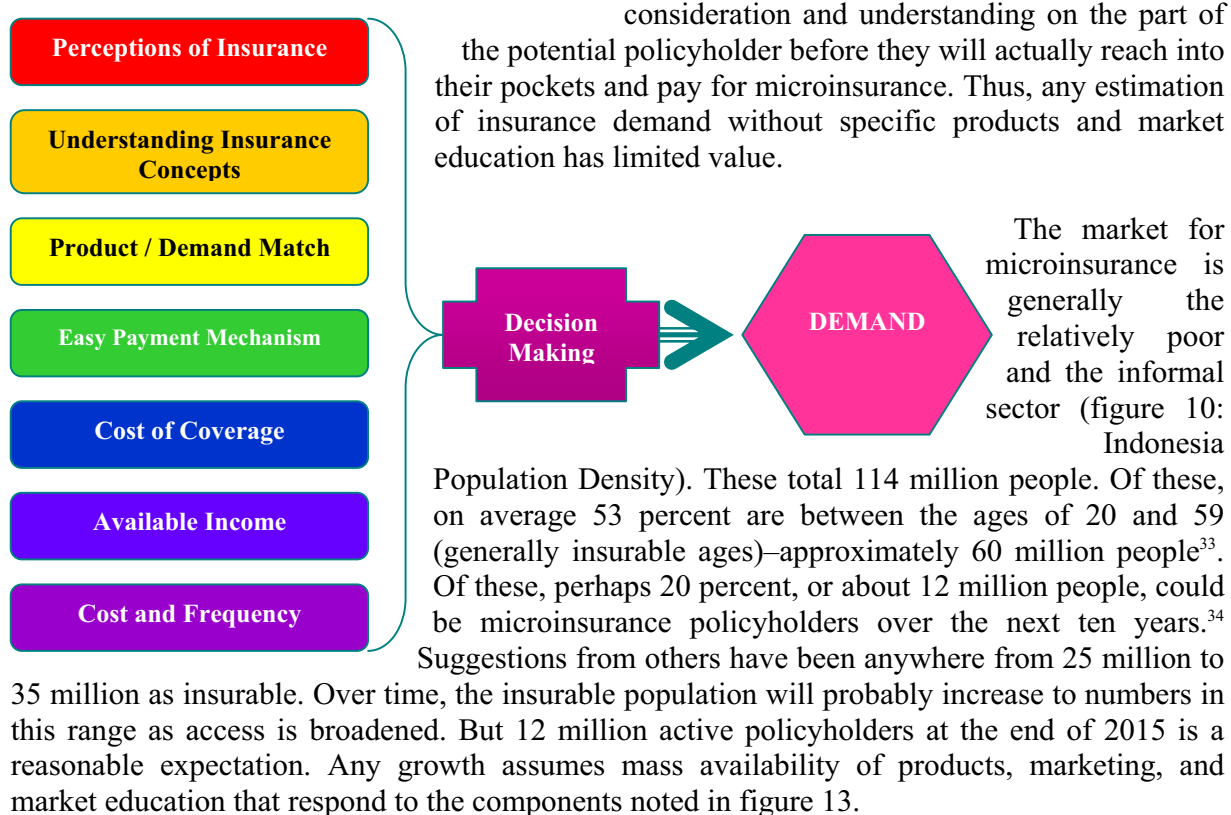 Perceptions of Insurance
Understanding Insurance
Concepts
Product / Demand Match
Easy Payment Mechanism
Cost of Coverage
Available Income
Cost and Frequency
Decision
Making
DEMAND
consideration and understanding on the part of
the potential policyholder before they will actually reach into
their pockets and pay for microinsurance. Thus, any estimation
of insurance demand without specific products and market
education has limited value.
The market for
microinsurance is
generally the
relatively poor
and the informal
sector (figure 10:
Indonesia
Population Density). These total 114 million people. Of these,
on average 53 percent are between the ages of 20 and 59
(generally insurable ages)–approximately 60 million people³³.
Of these, perhaps 20 percent, or about 12 million people, could
be microinsurance policyholders over the next ten years.³⁴
Suggestions from others have been anywhere from 25 million to
35 million as insurable. Over time, the insurable population will probably increase to numbers in
this range as access is broadened. But 12 million active policyholders at the end of 2015 is a
reasonable expectation. Any growth assumes mass availability of products, marketing, and
market education that respond to the components noted in figure 13.